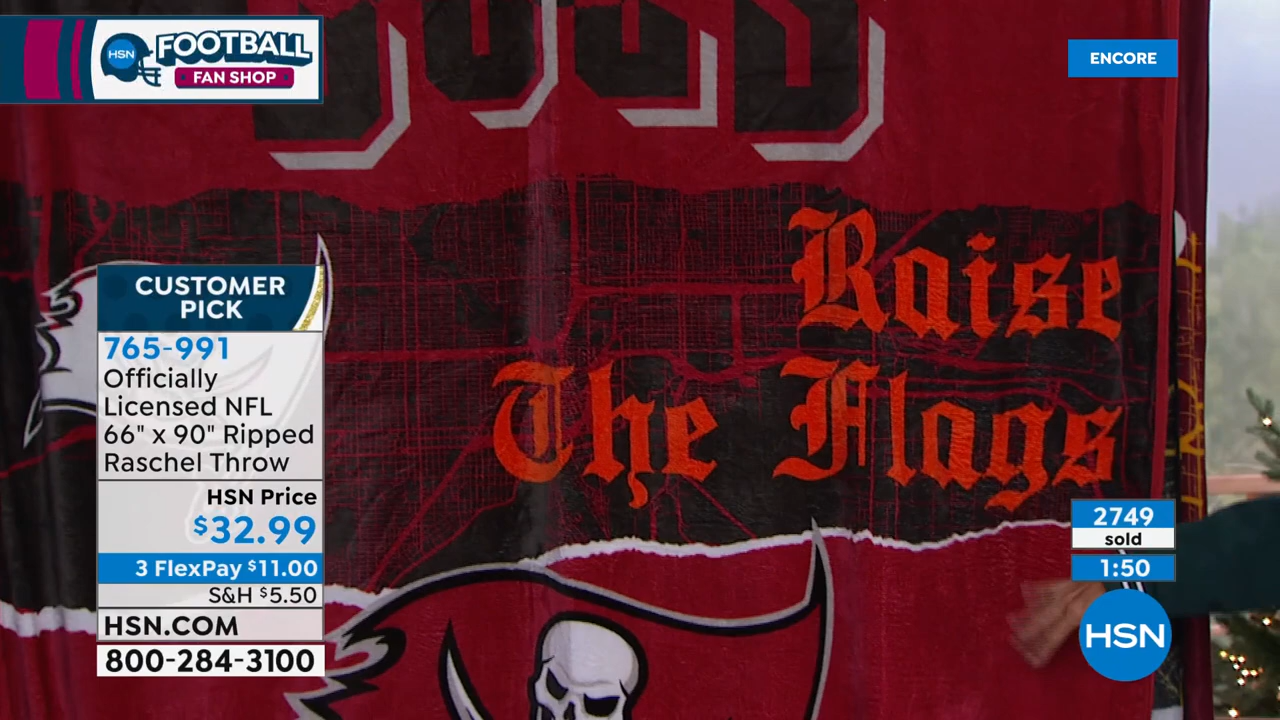 HSN
FOOTBALL
FAN SHOP
ENCORE
Raise
The Flags
CUSTOMER
PICK
765-991
Officially
Licensed NFL
66" x 90" Ripped
Raschel Throw
HSN Price
$32.99
3 FlexPay $11.00
S&H $5.50
HSN.COM
800-284-3100
2749
sold
1:50
HSN